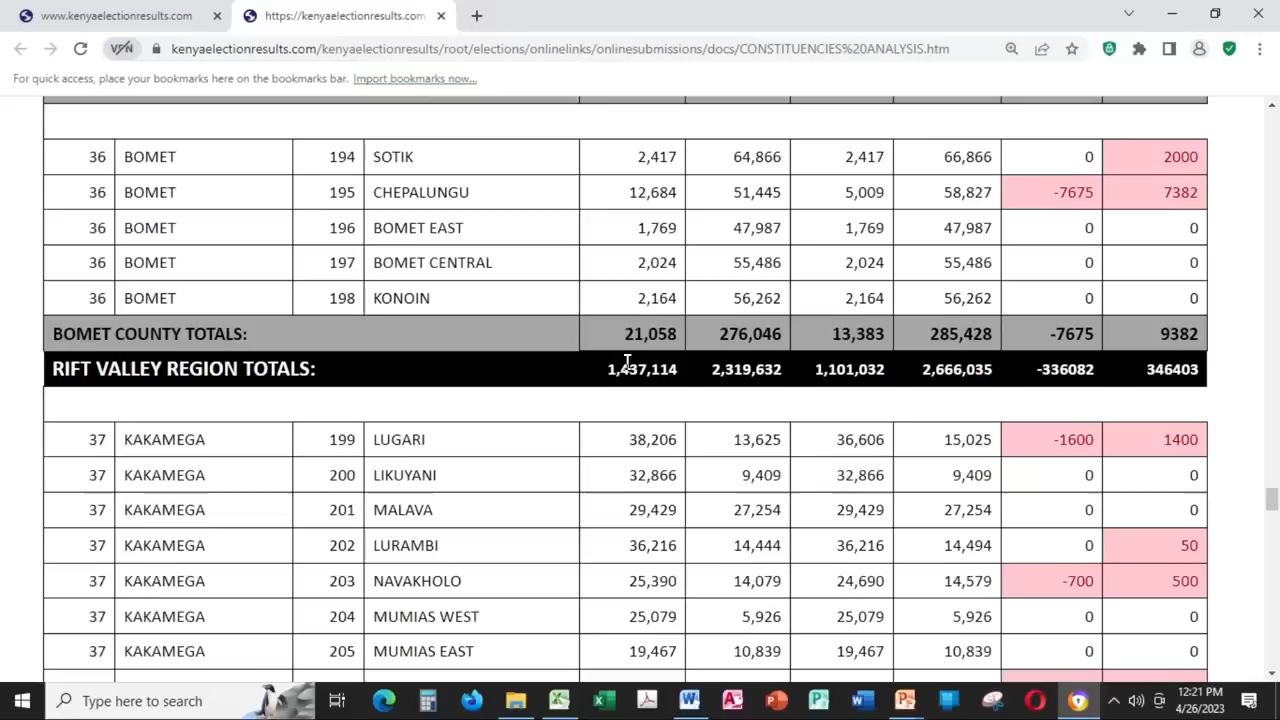 www.kenyaelectionresults.com
https://kenyaelectionresults.com
kenyaelectionresults.com/kenyaelectionresults/root/elections/onlinelinks/onlinesubmissions/docs/CONSTITUENCIES%20ANALYSIS.htm
For quick access, place your bookmarks here on the bookmarks bar. Import bookmarks now...
36 BOMET 194 SOTIK 2,417 64,866 2,417 66,866 0 2000
36 BOMET 195 CHEPALUNGU 12,684 51,445 5,009 58,827 -7675 7382
36 BOMET 196 BOMET EAST 1,769 47,987 1,769 47,987 0 0
36 BOMET 197 BOMET CENTRAL 2,024 55,486 2,024 55,486 0 0
36 BOMET 198 KONOIN 2,164 56,262 2,164 56,262 0 0
BOMET COUNTY TOTALS: 21,058 276,046 13,383 285,428 -7675 9382
RIFT VALLEY REGION TOTALS: 1,437,114 2,319,632 1,101,032 2,666,035 -336082 346403
37 KAKAMEGA 199 LUGARI 38,206 13,625 36,606 15,025 -1600 1400
37 KAKAMEGA 200 LIKUYANI 32,866 9,409 32,866 9,409 0 0
37 KAKAMEGA 201 MALAVA 29,429 27,254 29,429 27,254 0 0
37 KAKAMEGA 202 LURAMBI 36,216 14,444 36,216 14,494 0 50
37 KAKAMEGA 203 NAVAKHOLO 25,390 14,079 24,690 14,579 -700 500
37 KAKAMEGA 204 MUMIAS WEST 25,079 5,926 25,079 5,926 0 0
37 KAKAMEGA 205 MUMIAS EAST 19,467 10,839 19,467 10,839 0 0
Type here to search
12:21 PM
4/26/2023